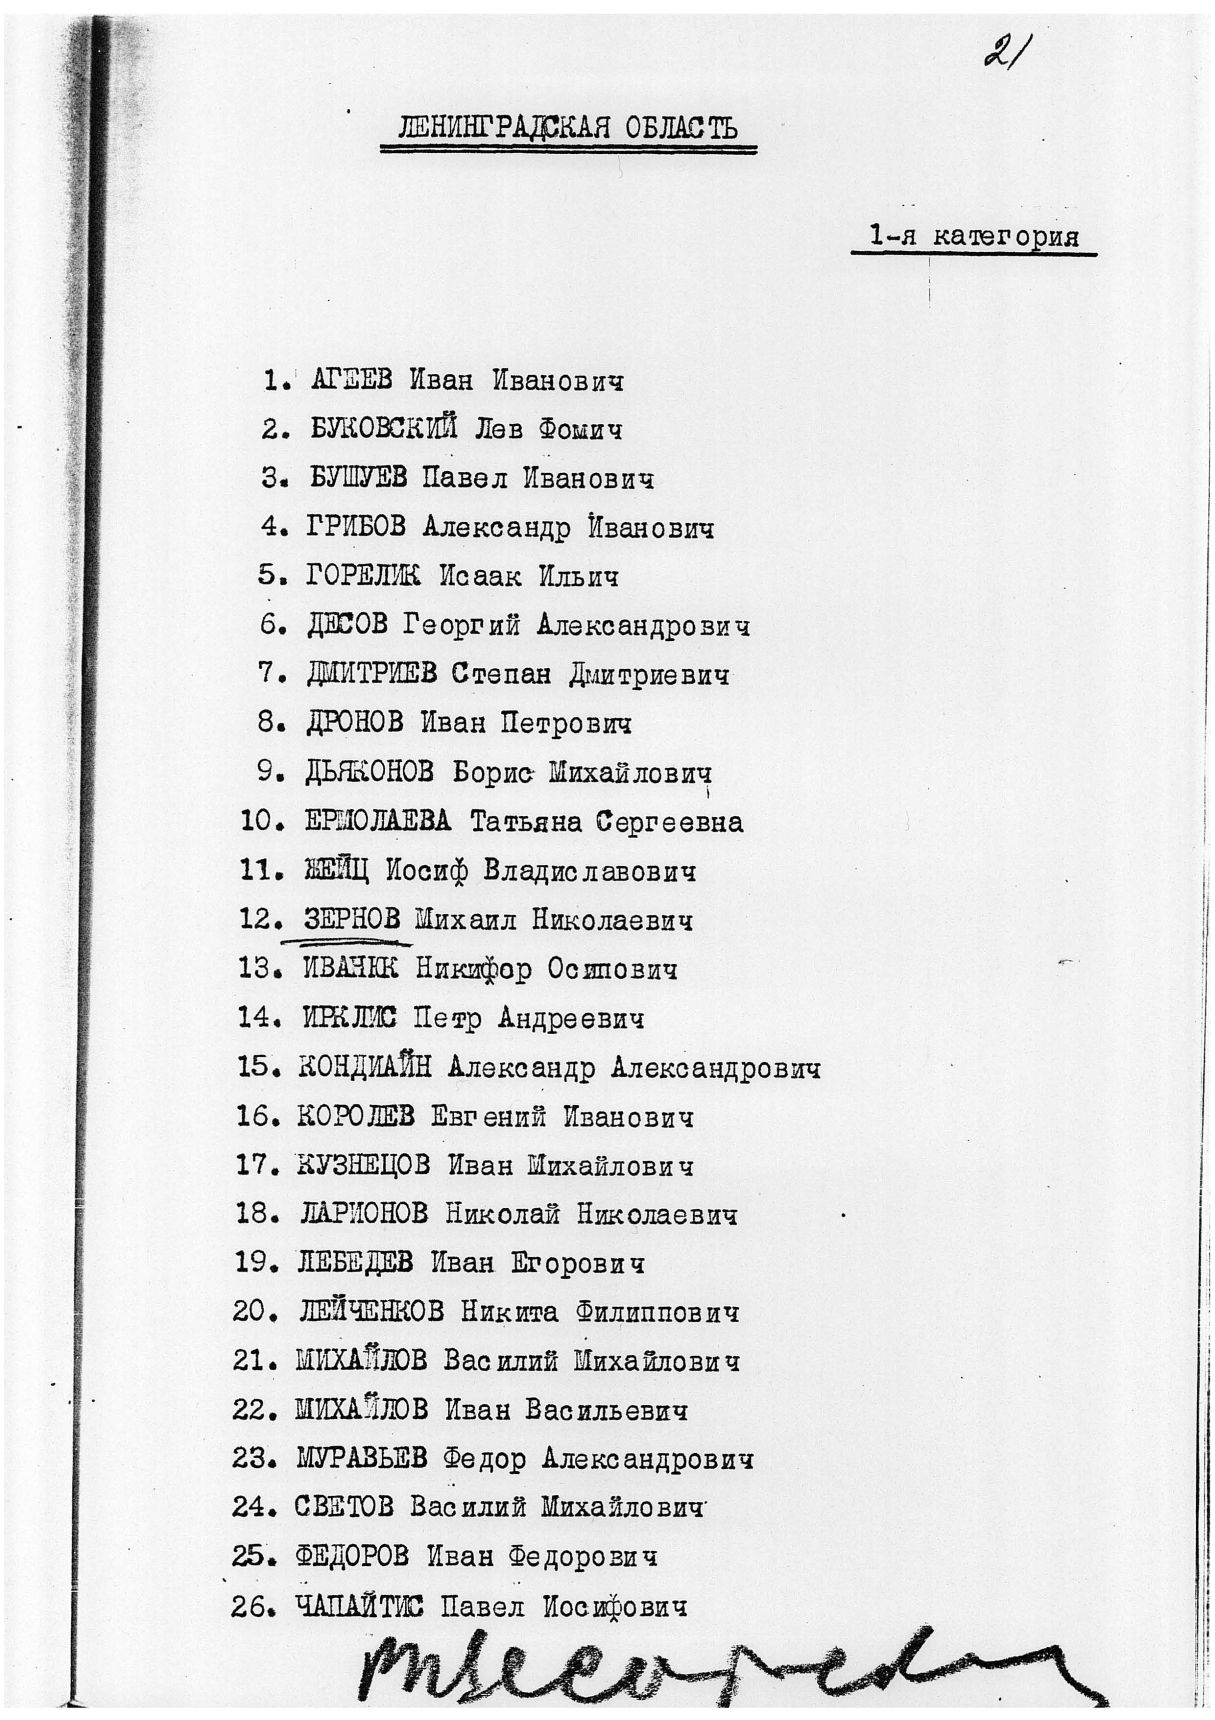 21
ЛЕНИНГРАДСКАЯ ОБЛАСТЬ
1-я категория
1. АГЕЕВ Иван Иванович
2. БУКОВСКИЙ Лев Фомич
3. БУШУЕВ Павел Иванович
4. ГРИБОВ Александр Иванович
5. ГОРЕЛИК Исаак Ильич
6. ДЕСОВ Георгий Александрович
7. ДМИТРИЕВ Степан Дмитриевич
8. ДРОНОВ Иван Петрович
9. ДЬЯКОНОВ Борис Михайлович
10. ЕРМОЛАЕВА Татьяна Сергеевна
11. ЖЕЙЦ Иосиф Владиславович
12. ЗЕРНОВ Михаил Николаевич
13. Никифор Осипович
14. ИРКЛИС Петр Андреевич
15. КОНДИАЙН Александр Александрович
16. КОРОЛЕВ Евгений Иванович
17. КУЗНЕЦОВ Иван Михайлович
18. ЛАРИОНОВ Николай Николаевич
19. ЛЕБЕДЕВ Иван Егорович
20. ЛЕЙЧЕНКОВ Никита Филиппович
21. МИХАЙЛОВ Василий Михайлович
22. МИХАЙЛОВ Иван Васильевич
23. МУРАВЬЕВ Федор Александрович
24. СВЕТОВ Василий Михайлович
25. ФЕДОРОВ Иван Федорович
26. ЧАПАЙТИС Павел Иосифович